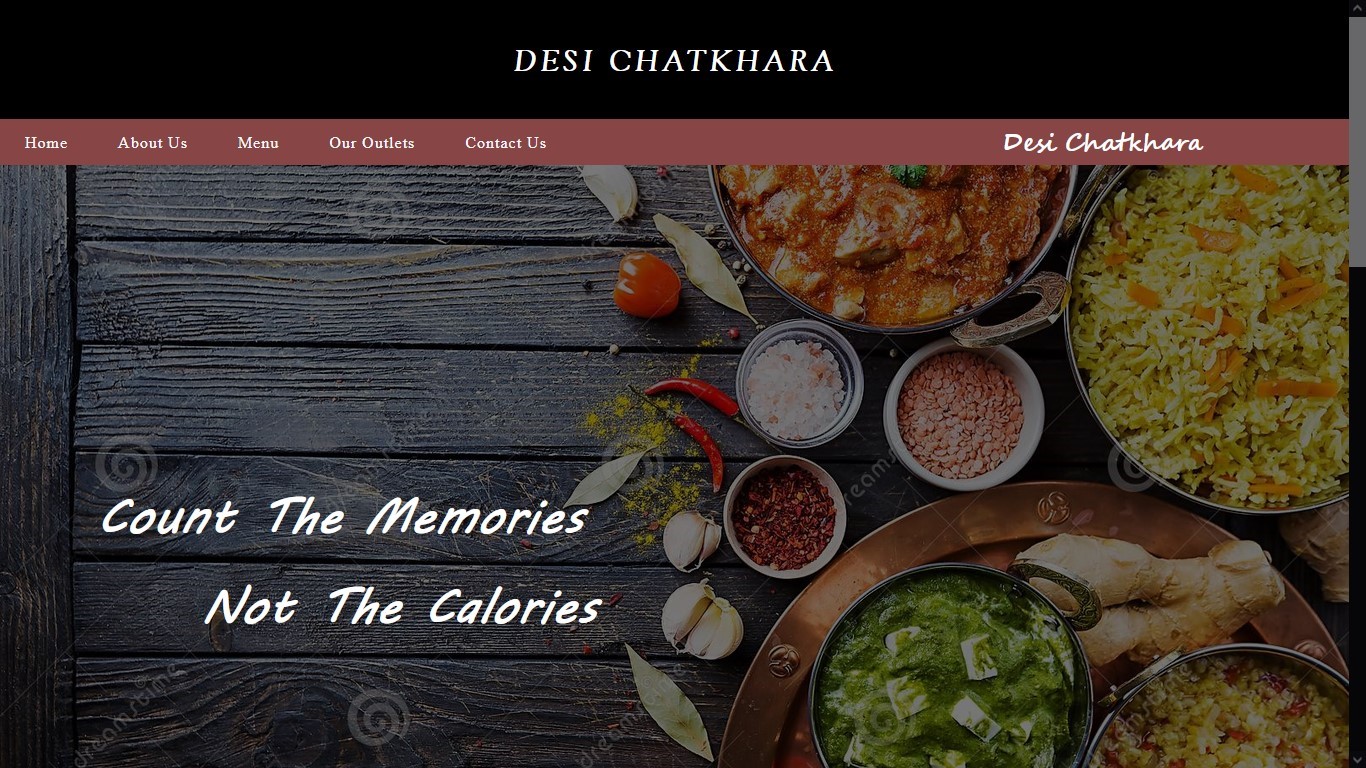 DESI CHATKHARA
Home
About Us
Menu
Our Outlets
Contact Us
Desi Chatkhara
Count The Memories
Not The Calories